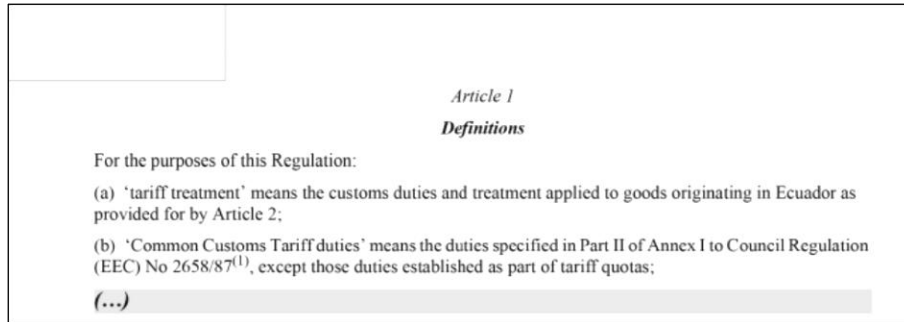 Article 1
Definitions
For the purposes of this Regulation:
(a) ‘tariff treatment’ means the customs duties and treatment applied to goods originating in Ecuador as
provided for by Article 2;
(b) ‘Common Customs Tariff duties’ means the duties specified in Part II of Annex I to Council Regulation
(EEC) No 2658/87(1), except those duties established as part of tariff quotas;
(...)